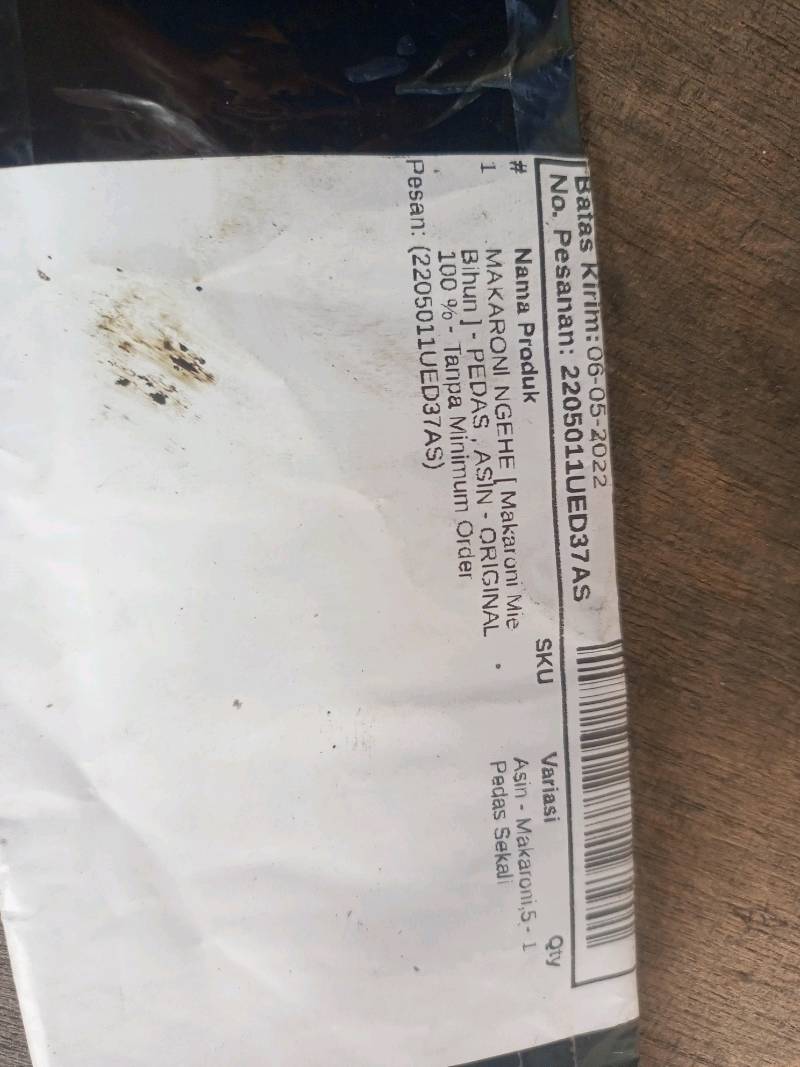 Batas Kirim: 06-05-2022
No. Pesanan: 2205011UED37AS
# Nama Produk SKU Variasi Qty
1 MAKARONI NGEHE [ Makaroni Mie Asin - Makaroni,5 - 1
Bihun ] - PEDAS , ASIN - ORIGINAL Pedas Sekali
100 % - Tanpa Minimum Order
Pesan: (2205011UED37AS)